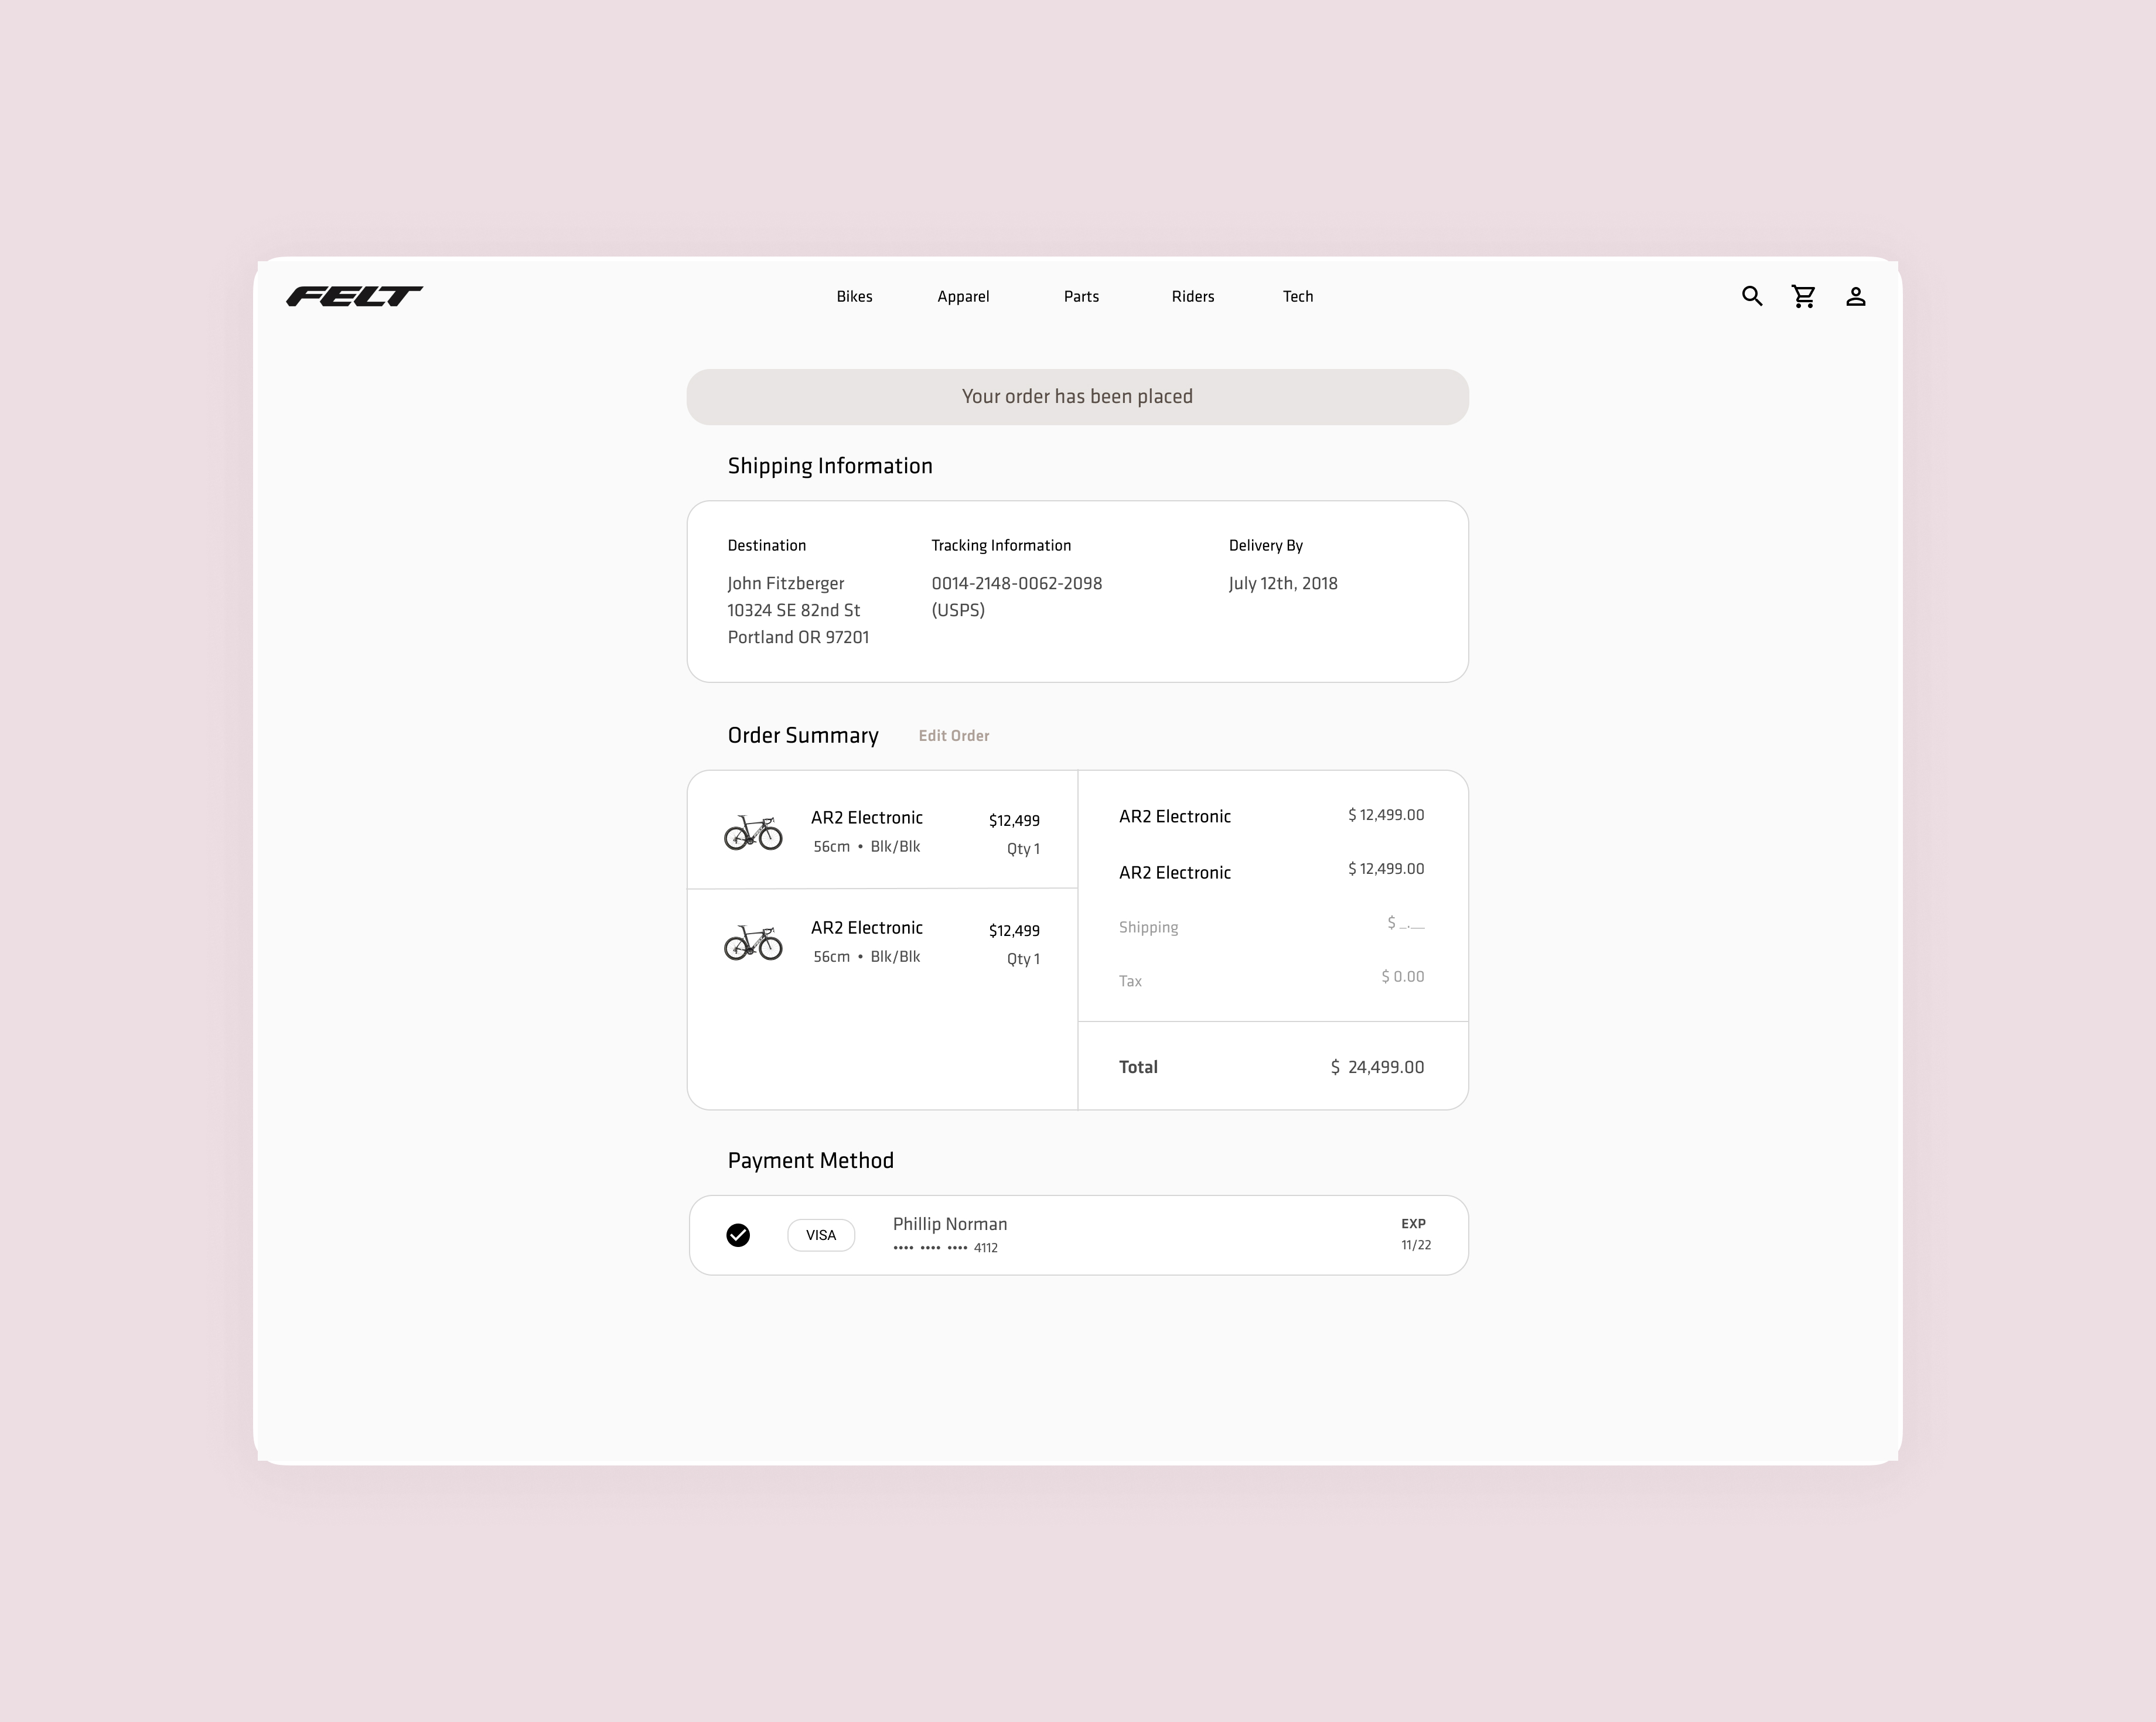 FELT
Bikes Apparel Parts Riders Tech
Your order has been placed
Shipping Information
Destination
John Fitzberger
10324 SE 82nd St
Portland OR 97201
Tracking Information
0014-2148-0062-2098
(USPS)
Delivery By
July 12th, 2018
Order Summary Edit Order
AR2 Electronic $12,499
56cm • Blk/Blk Qty 1
AR2 Electronic $12,499
56cm • Blk/Blk Qty 1
AR2 Electronic $ 12,499.00
AR2 Electronic $ 12,499.00
Shipping $ _.__
Tax $ 0.00
Total $ 24,499.00
Payment Method
VISA
Phillip Norman
•••• •••• •••• 4112
EXP
11/22